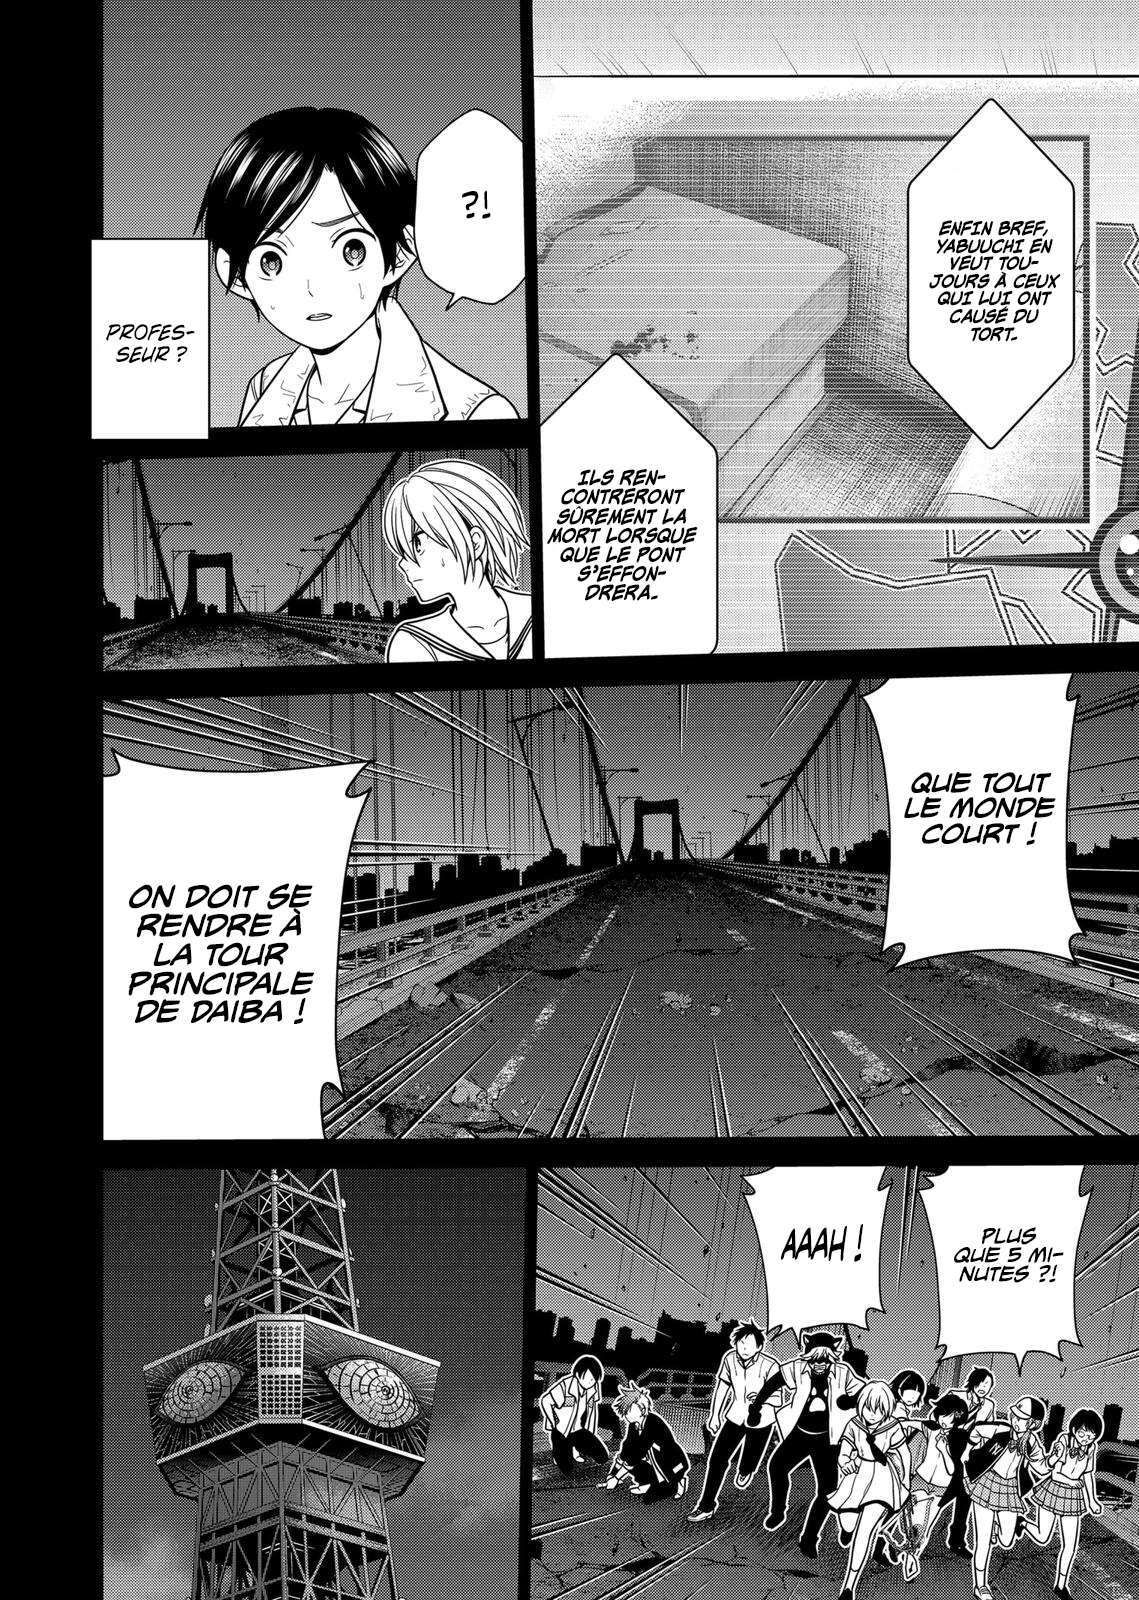 ENFIN BREF,
YABUUCHI EN
VEUT TOU-
JOURS À CEUX
QUI LUI ONT
CAUSÉ DU
TORT.
ILS REN-
CONTRERONT
SÛREMENT LA
MORT LORSQUE
QUE LE PONT
S'EFFON-
DRERA.
?!
PROFES-
SEUR ?
QUE TOUT
LE MONDE
COURT !
ON DOIT SE
RENDRE À
LA TOUR
PRINCIPALE
DE DAIBA !
PLUS
QUE 5 MI-
NUTES ?!
AAAH !